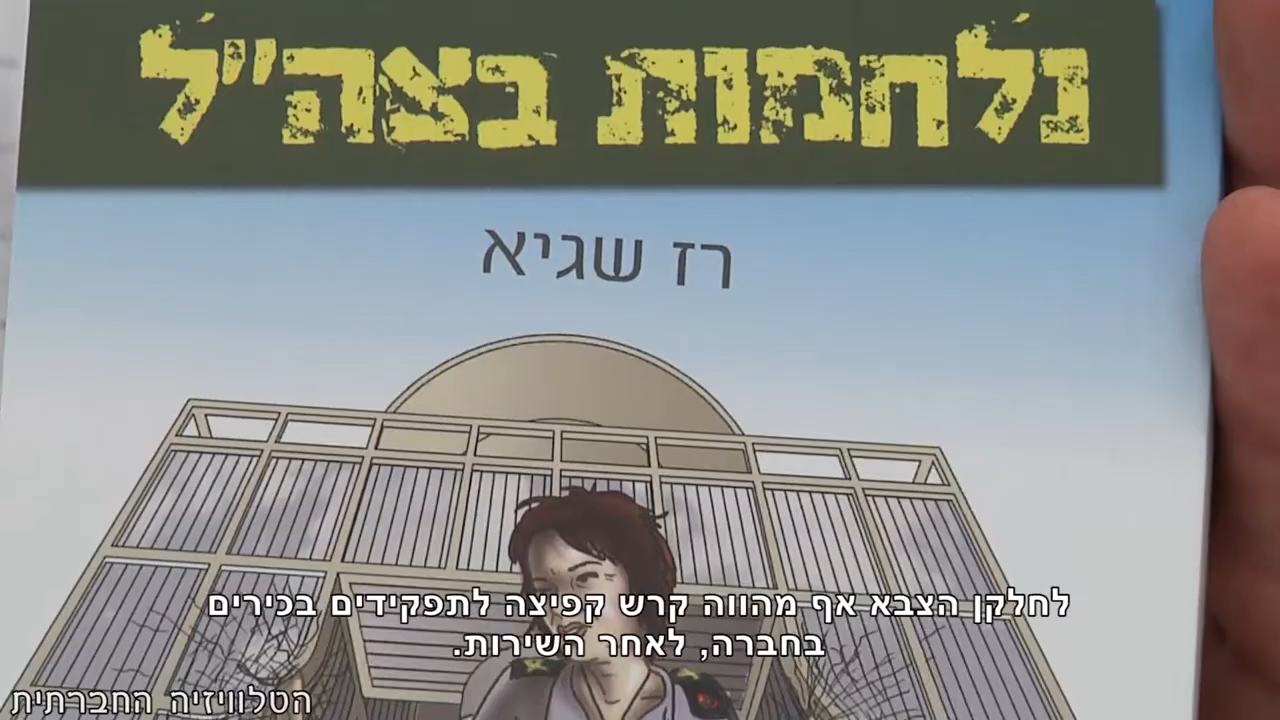 נלחמות בצה"ל
רז שגיא
לחלקן הצבא אף מהווה קרש קפיצה לתפקידים בכירים
בחברה, לאחר השירות.
הטלוויזיה החברתית